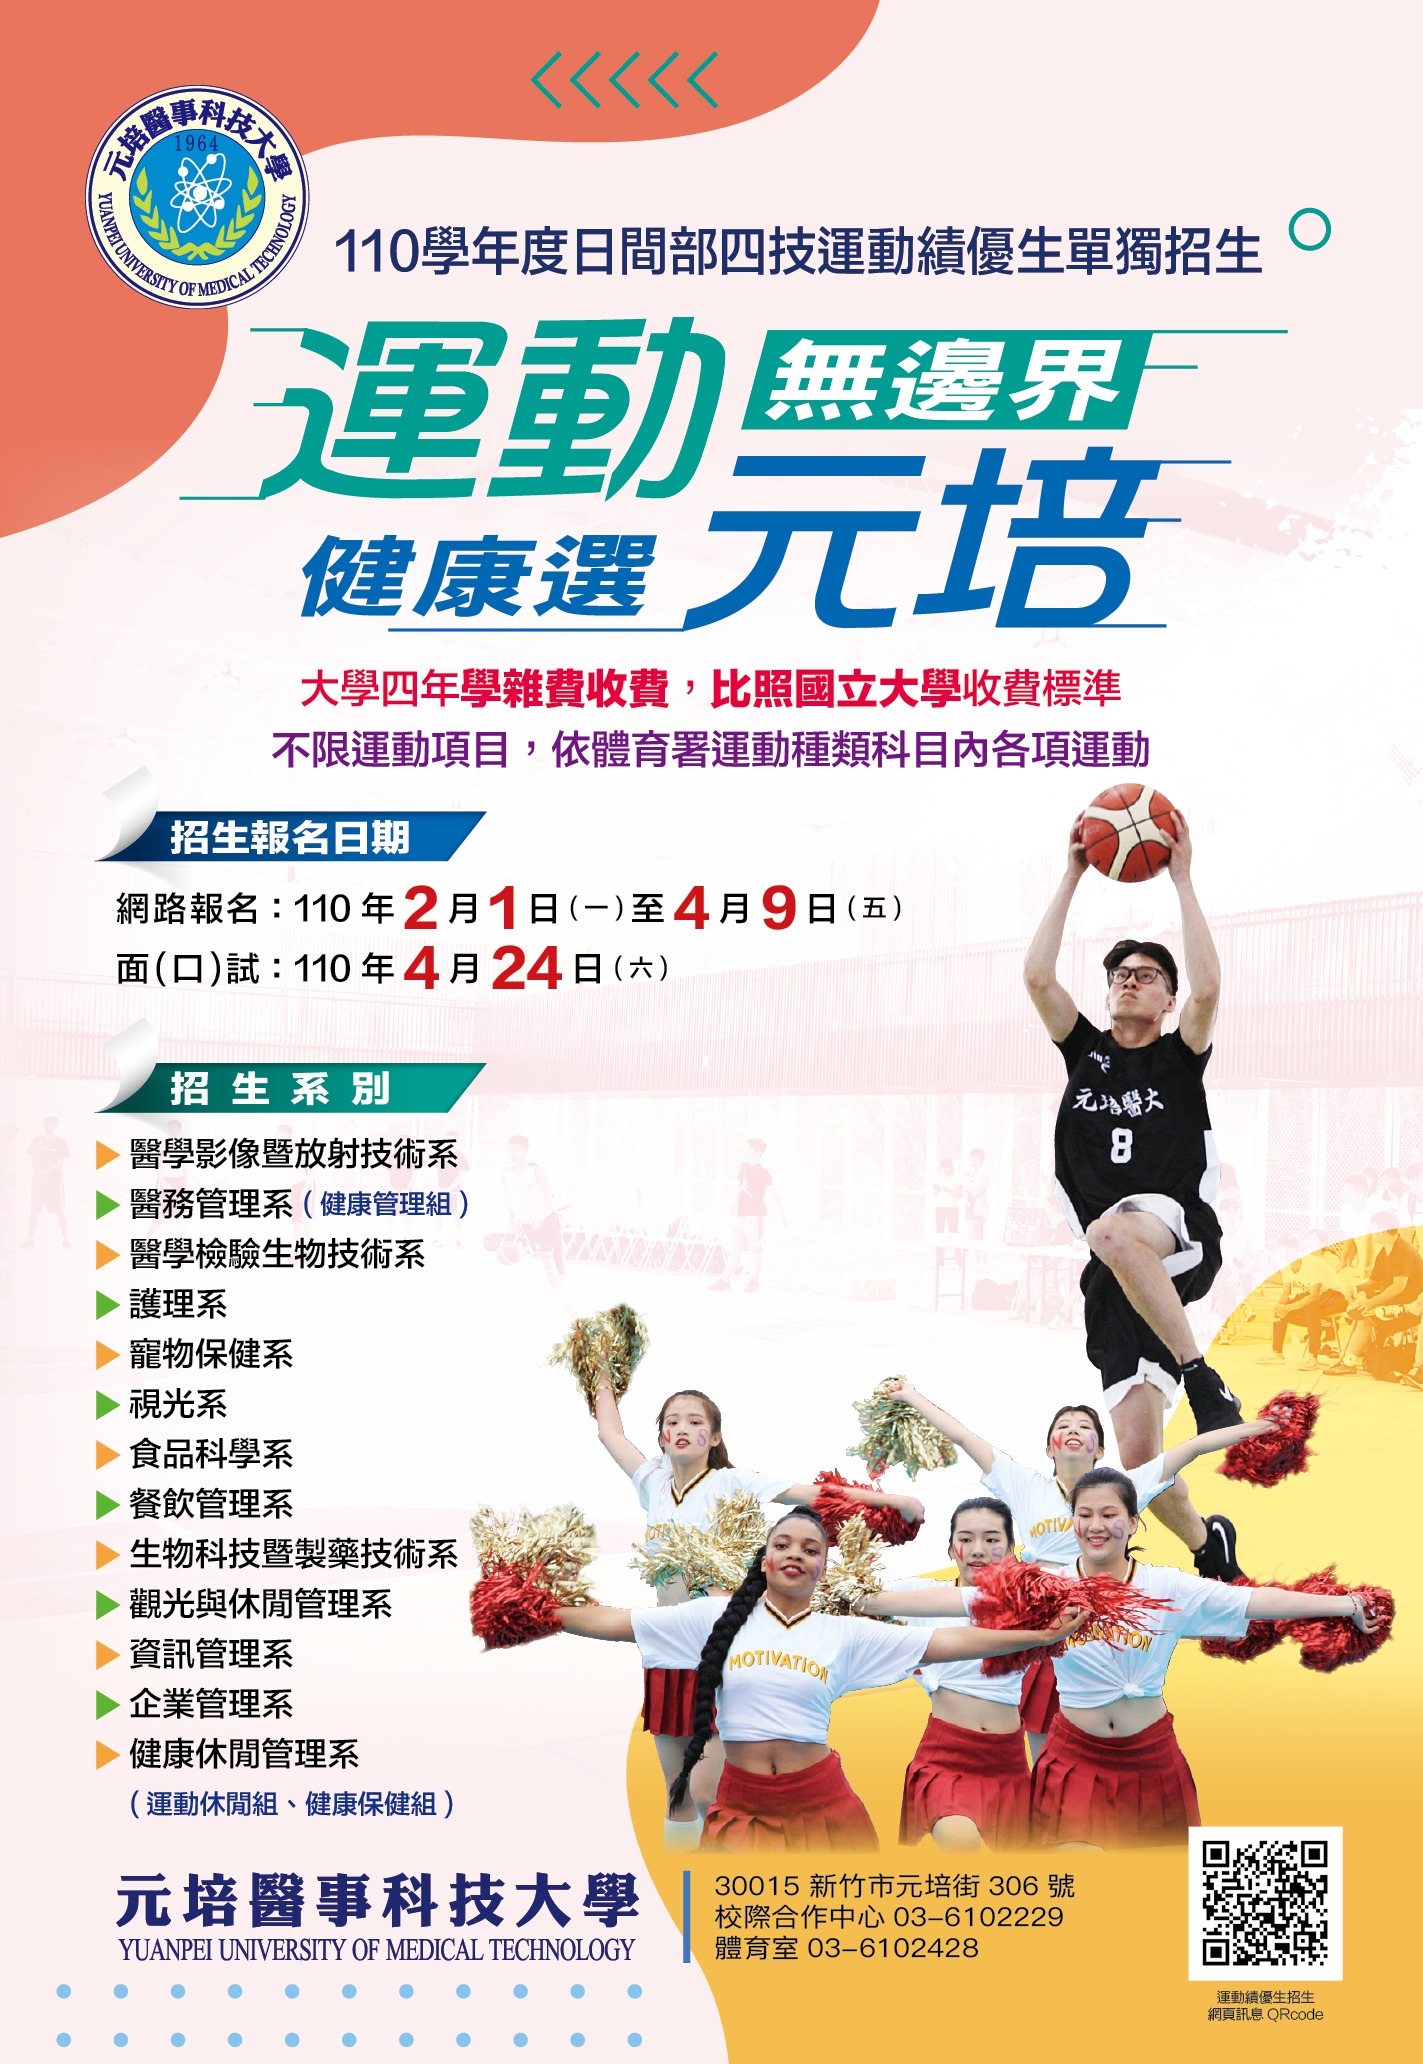 元培醫事科技大學
1964
YUANPEI UNIVERSITY OF MEDICAL TECHNOLOGY
110學年度日間部四技運動績優生單獨招生
運動無邊界
健康選元培
大學四年學雜費收費，比照國立大學收費標準
不限運動項目，依體育署運動種類科目內各項運動
招生報名日期
網路報名：110 年 2 月 1 日（一）至 4 月 9 日（五）
面(口)試：110 年 4 月 24 日（六）
招生系別
醫學影像暨放射技術系
醫務管理系（健康管理組）
醫學檢驗生物技術系
護理系
寵物保健系
視光系
食品科學系
餐飲管理系
生物科技暨製藥技術系
觀光與休閒管理系
資訊管理系
企業管理系
健康休閒管理系
（運動休閒組、健康保健組）
元培醫大
8
MOTIVATION
元培醫事科技大學
YUANPEI UNIVERSITY OF MEDICAL TECHNOLOGY
30015 新竹市元培街 306 號
校際合作中心 03-6102229
體育室 03-6102428
運動績優生招生
網頁訊息 QRcode